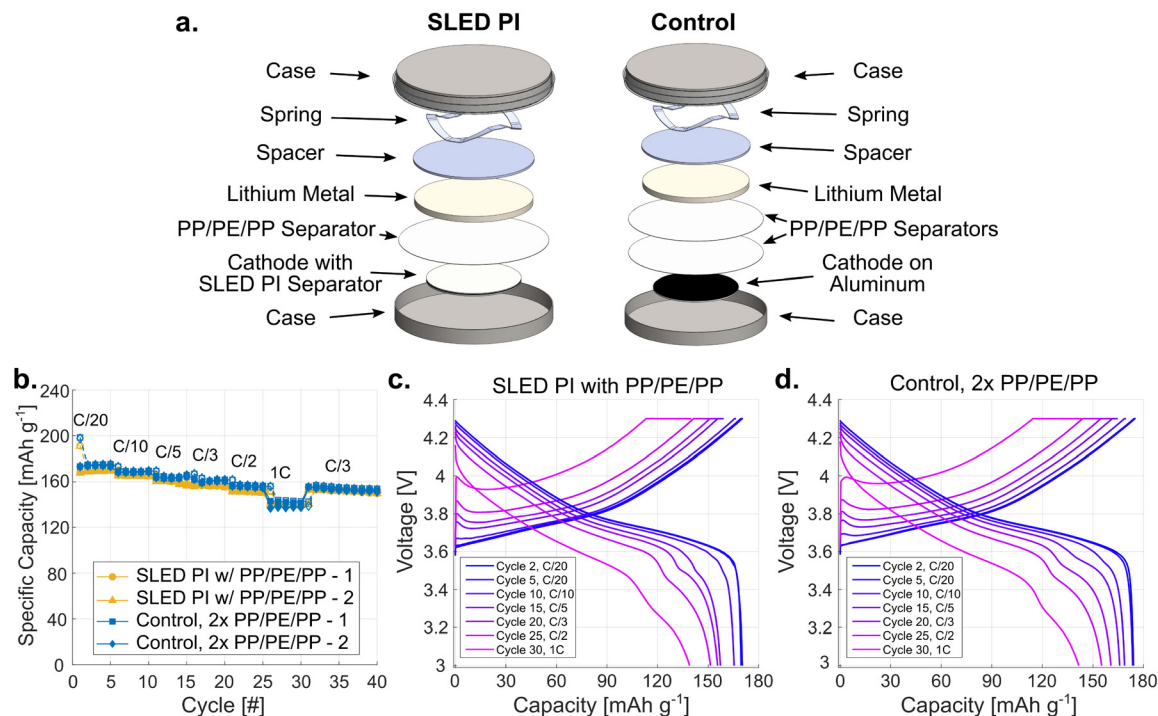 a.
SLED PI
Control
Case
Spring
Spacer
Lithium Metal
PP/PE/PP Separator
Cathode with
SLED PI Separator
Case
Case
Spring
Spacer
Lithium Metal
PP/PE/PP Separators
Cathode on
Aluminum
Case
b.
Specific Capacity [mAh g⁻¹]
240
200
160
120
80
40
0
C/20
C/10
C/5
C/3
C/2
1C
C/3
SLED PI w/ PP/PE/PP - 1
SLED PI w/ PP/PE/PP - 2
Control, 2x PP/PE/PP - 1
Control, 2x PP/PE/PP - 2
0 10 20 30 40
Cycle [#]
c.
SLED PI with PP/PE/PP
Voltage [V]
4.4
4.2
4
3.8
3.6
3.4
3.2
3
Cycle 2, C/20
Cycle 5, C/20
Cycle 10, C/10
Cycle 15, C/5
Cycle 20, C/3
Cycle 25, C/2
Cycle 30, 1C
0 30 60 90 120 150 180
Capacity [mAh g⁻¹]
d.
Control, 2x PP/PE/PP
Voltage [V]
4.4
4.2
4
3.8
3.6
3.4
3.2
3
Cycle 2, C/20
Cycle 5, C/20
Cycle 10, C/10
Cycle 15, C/5
Cycle 20, C/3
Cycle 25, C/2
Cycle 30, 1C
0 30 60 90 120 150 180
Capacity [mAh g⁻¹]